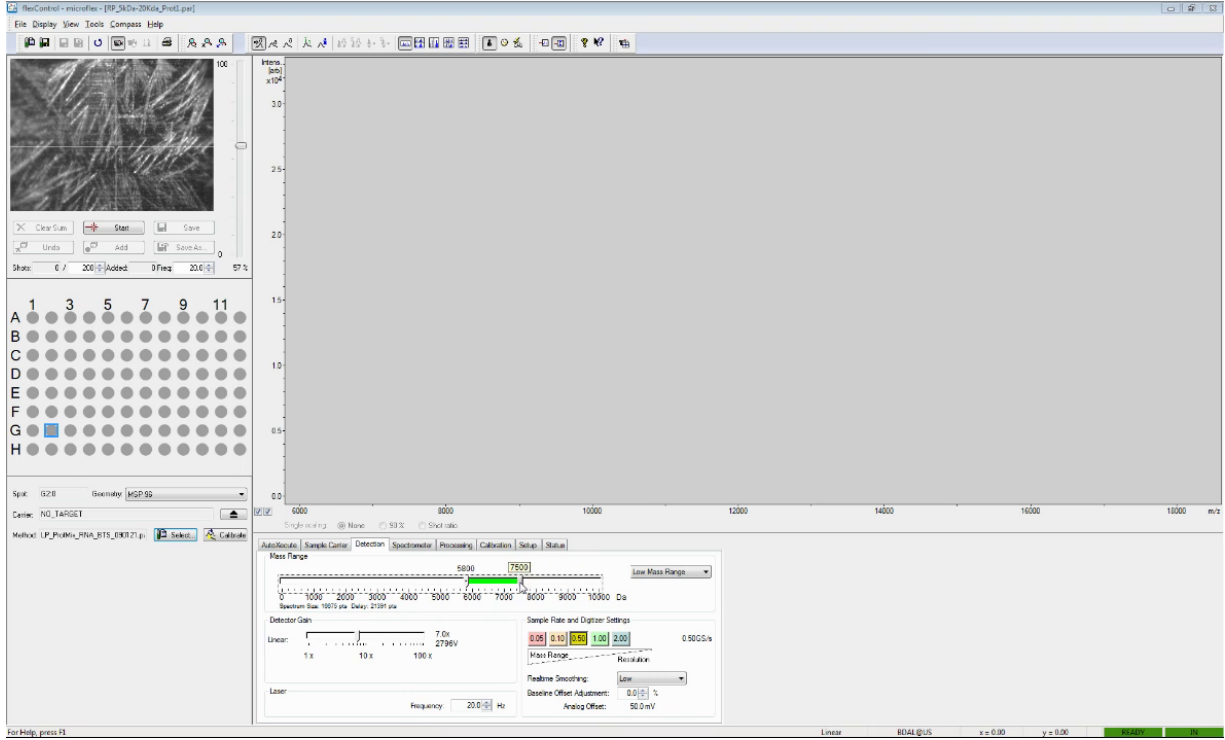 flexControl - microflex - [RP_5kDa-20Kda_Prot1.par]
File Display View Tools Compass Help
100
0
Clear Sum Start Save
Undo Add Save As...
Shots: 0 / 200 Added: 0 Freq: 20.0 57 %
1 3 5 7 9 11
A
B
C
D
E
F
G
H
Spot: G2:0 Geometry: MSP 96
Carrier: NO_TARGET
Method: Select... Calibrate
Intens.
[arb]
x10^4
3.0
2.5
2.0
1.5
1.0
0.5
0.0
6000 8000 10000 12000 14000 16000 18000 m/z
Single scaling: None 90 % Shot ratio
AutoXecute Sample Carrier Detection Spectrometer Processing Calibration Setup Status
Mass Range
5800 7500
Low Mass Range
0 1000 2000 3000 4000 5000 6000 7000 8000 9000 10000 Da
Spectrum Size: 10075 pts Delay: 21391 pts
Detector Gain
Linear: 7.0x
2796V
1 x 10 x 100 x
Sample Rate and Digitizer Settings
0.05 0.10 0.50 1.00 2.00 0.50GS/s
Mass Range
Resolution
Realtime Smoothing: Low
Baseline Offset Adjustment: 0.0 %
Analog Offset: 50.0 mV
Laser
Frequency: 20.0 Hz
For Help, press F1 Linear BDAL@US x = 0.00 y = 0.00 READY IN